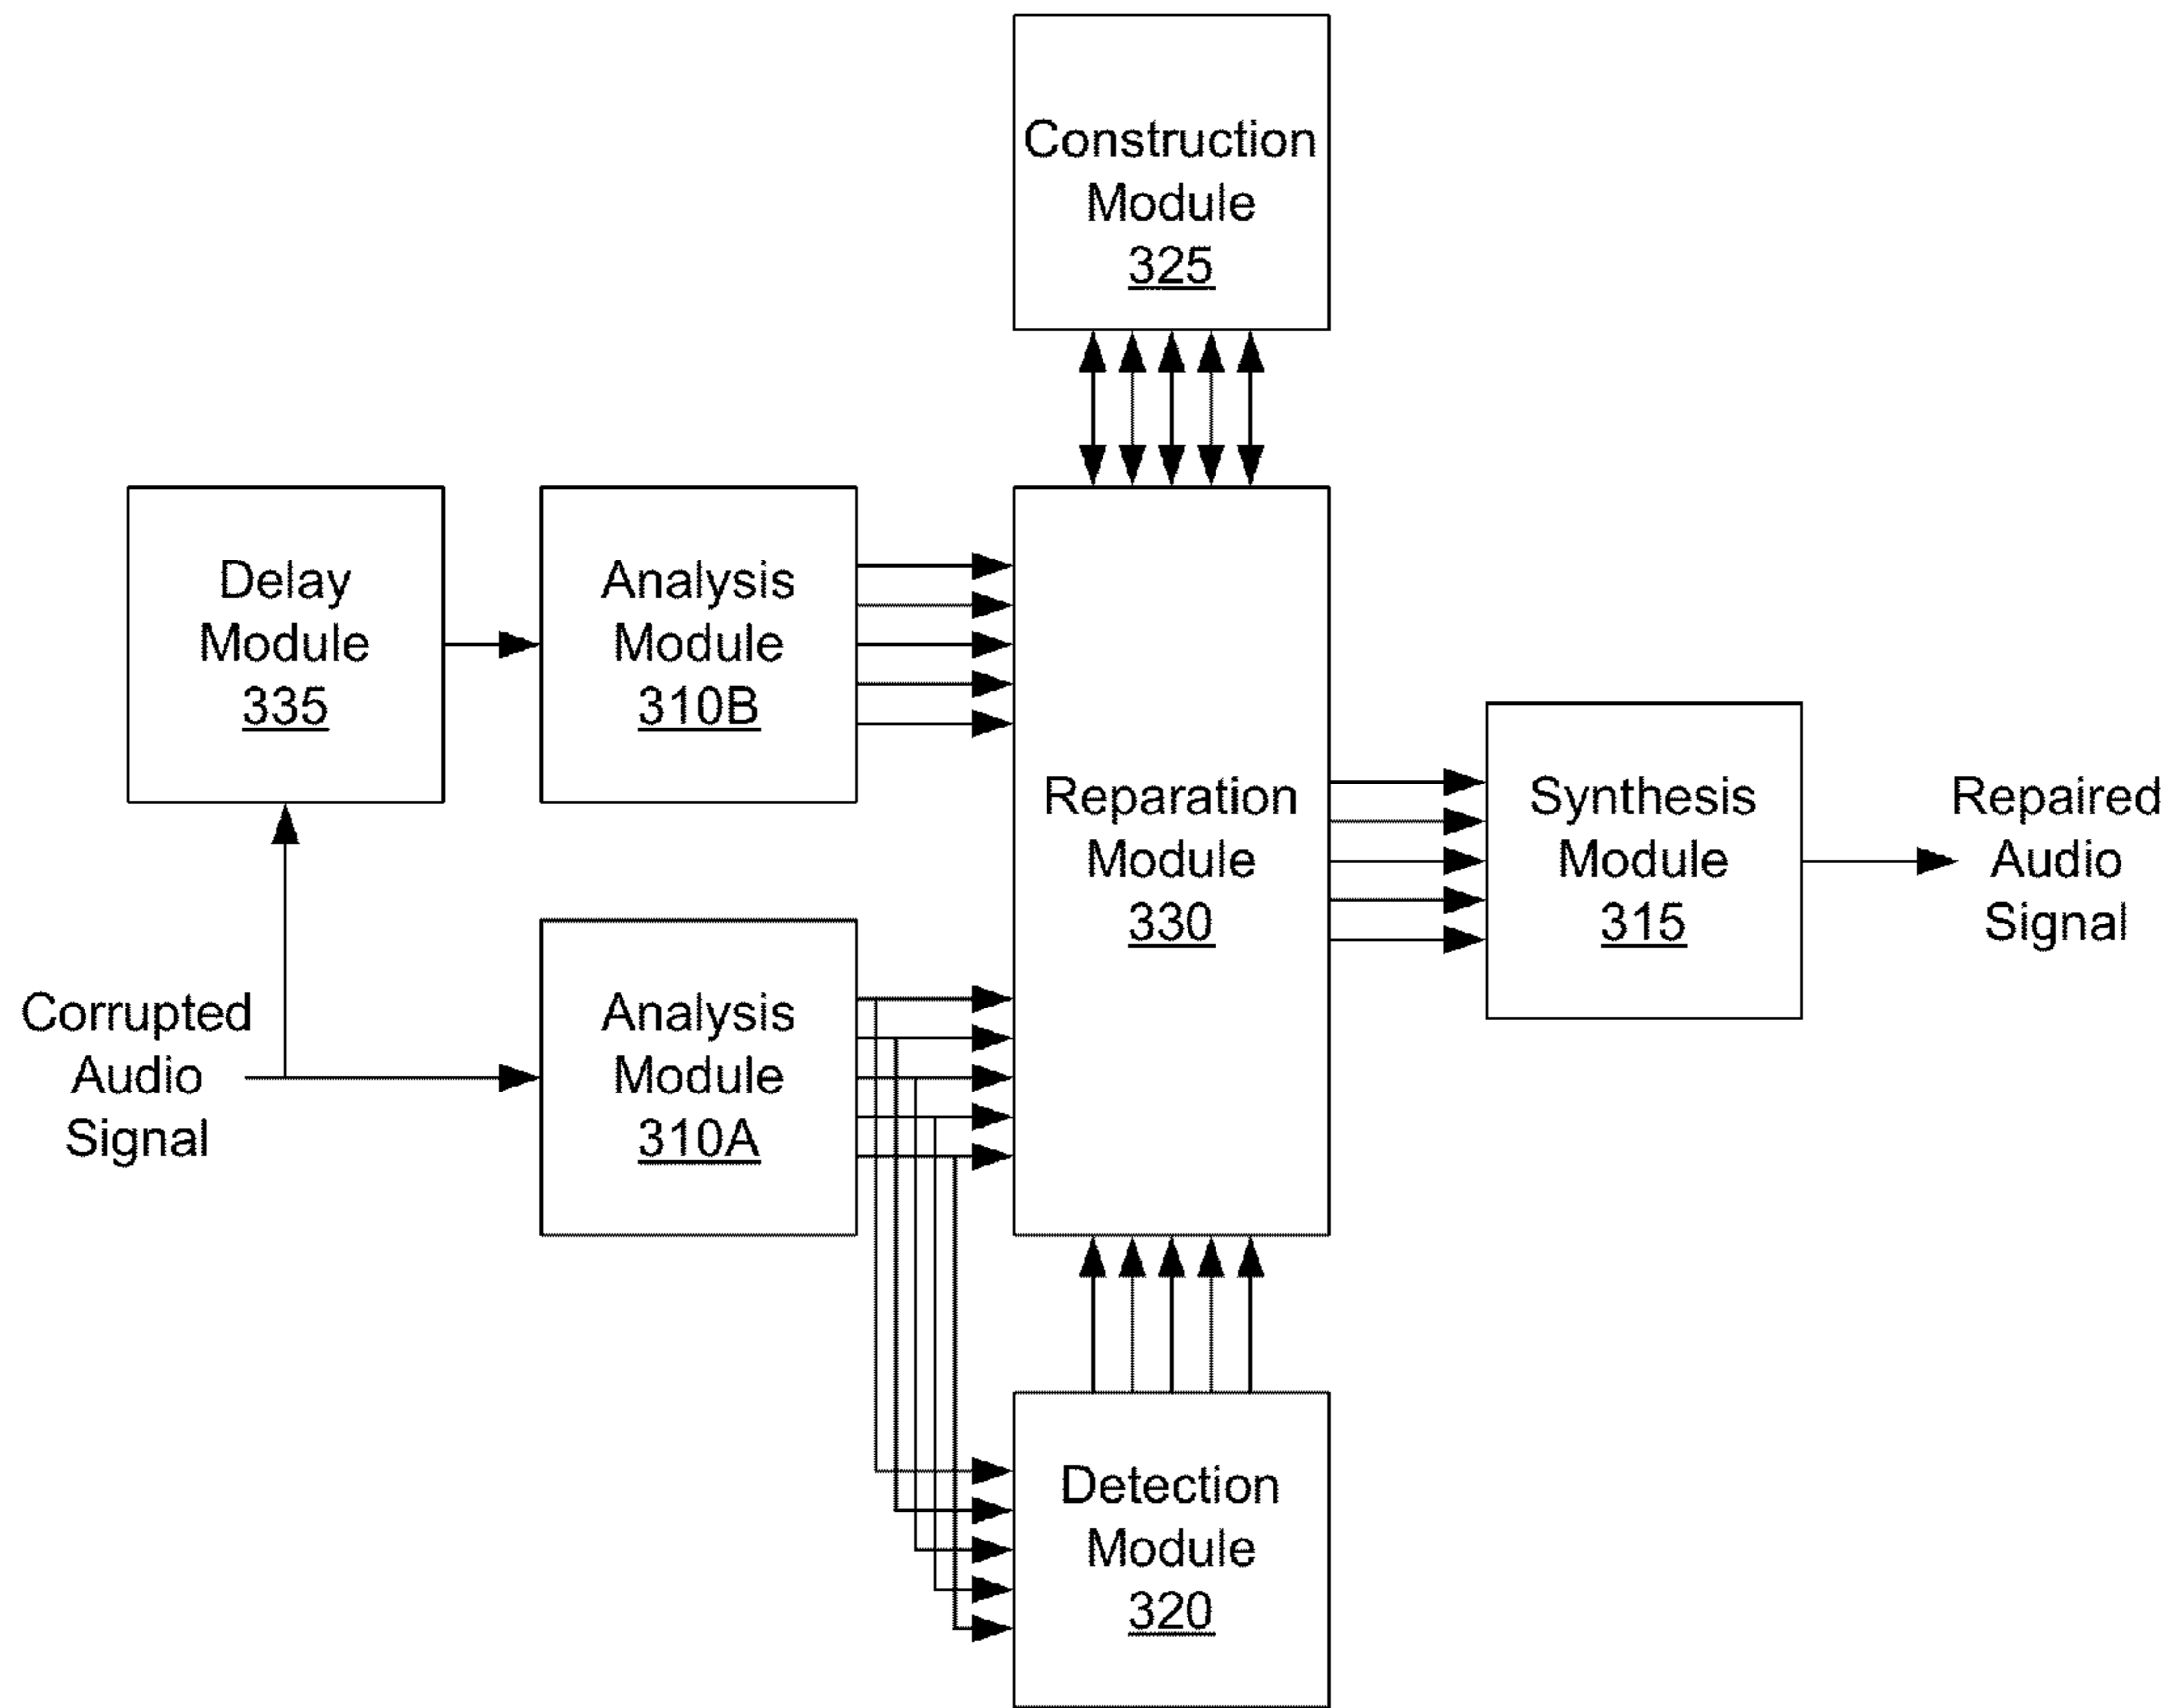 Construction
Module
325
Delay
Module
335
Analysis
Module
310B
Reparation
Module
330
Synthesis
Module
315
Repaired
Audio
Signal
Corrupted
Audio
Signal
Analysis
Module
310A
Detection
Module
320